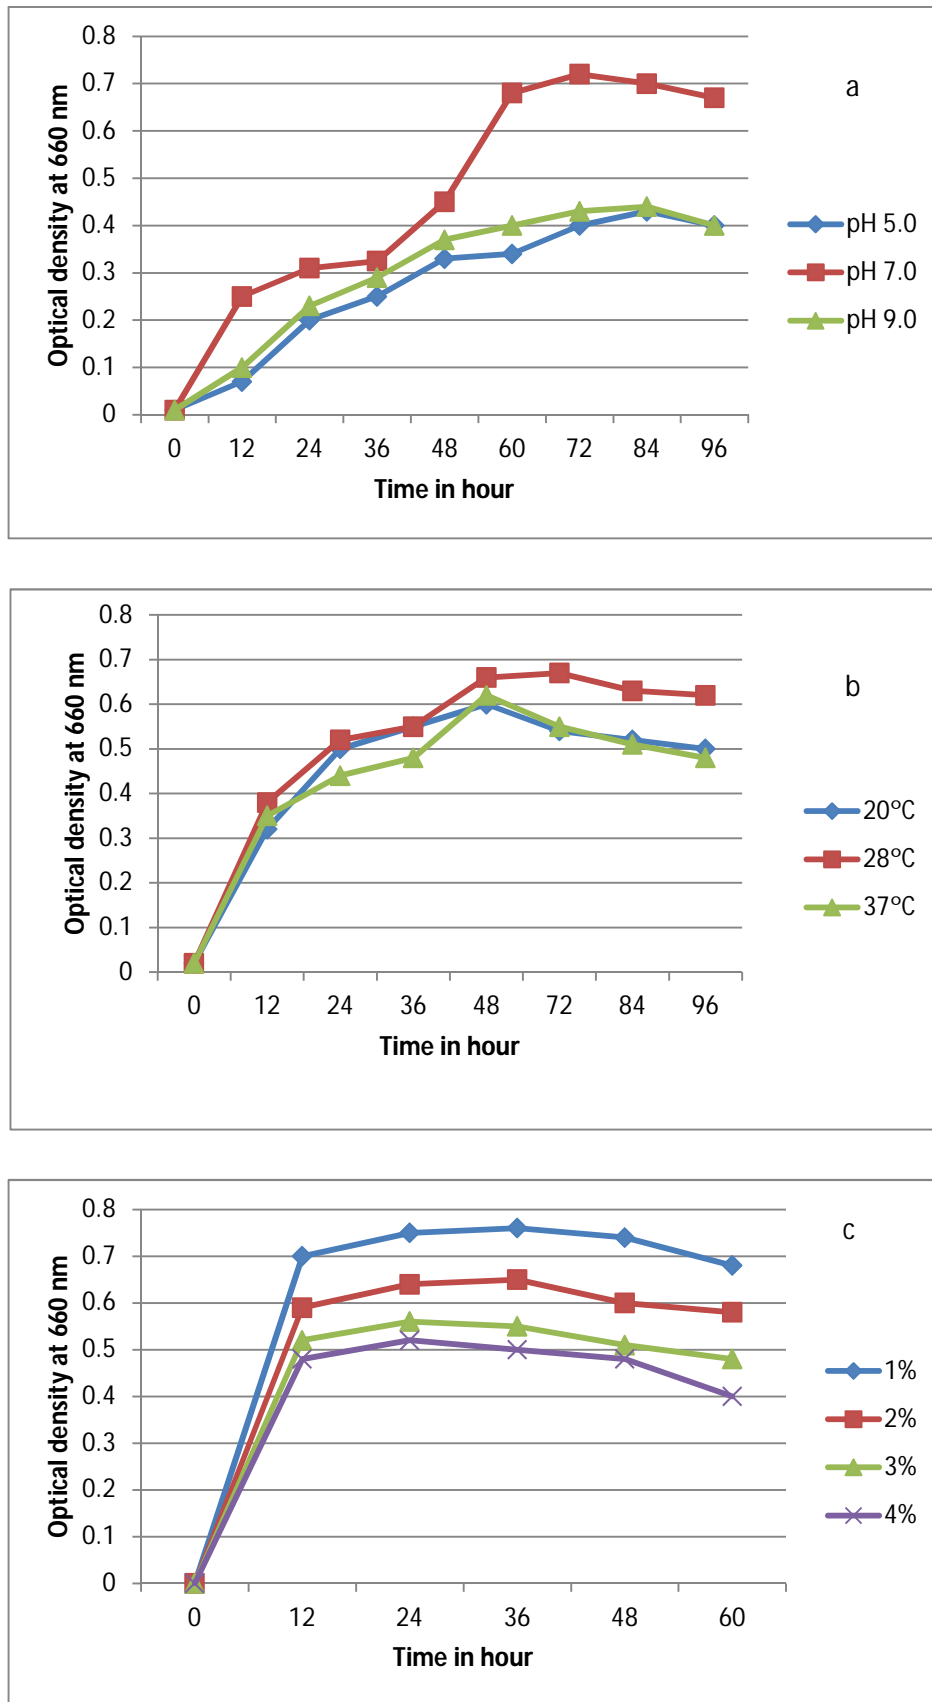 0.8
0.7
0.6
0.5
0.4
0.3
0.2
0.1
0
Optical density at 660 nm
0 12 24 36 48 60 72 84 96
Time in hour
a
pH 5.0
pH 7.0
pH 9.0
0.8
0.7
0.6
0.5
0.4
0.3
0.2
0.1
0
Optical density at 660 nm
0 12 24 36 48 72 84 96
Time in hour
b
20°C
28°C
37°C
0.8
0.7
0.6
0.5
0.4
0.3
0.2
0.1
0
Optical density at 660 nm
0 12 24 36 48 60
Time in hour
c
1%
2%
3%
4%